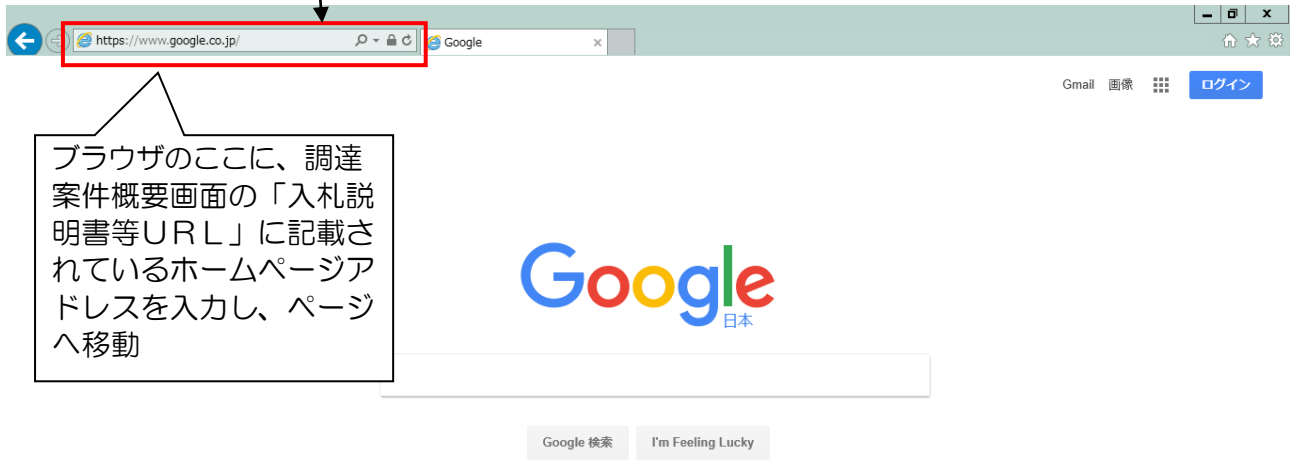 https://www.google.co.jp/
Google
Gmail 画像 ログイン
ブラウザのここに、調達
案件概要画面の「入札説
明書等ＵＲＬ」に記載さ
れているホームページア
ドレスを入力し、ページ
へ移動
Google
日本
Google 検索 I'm Feeling Lucky